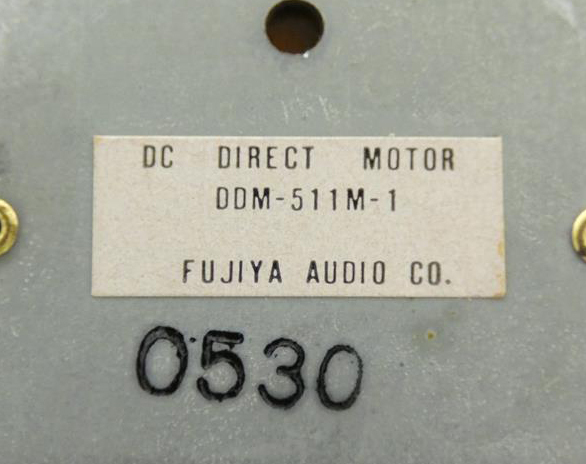 DC DIRECT MOTOR
DDM-511M-1
FUJIYA AUDIO CO.
0530